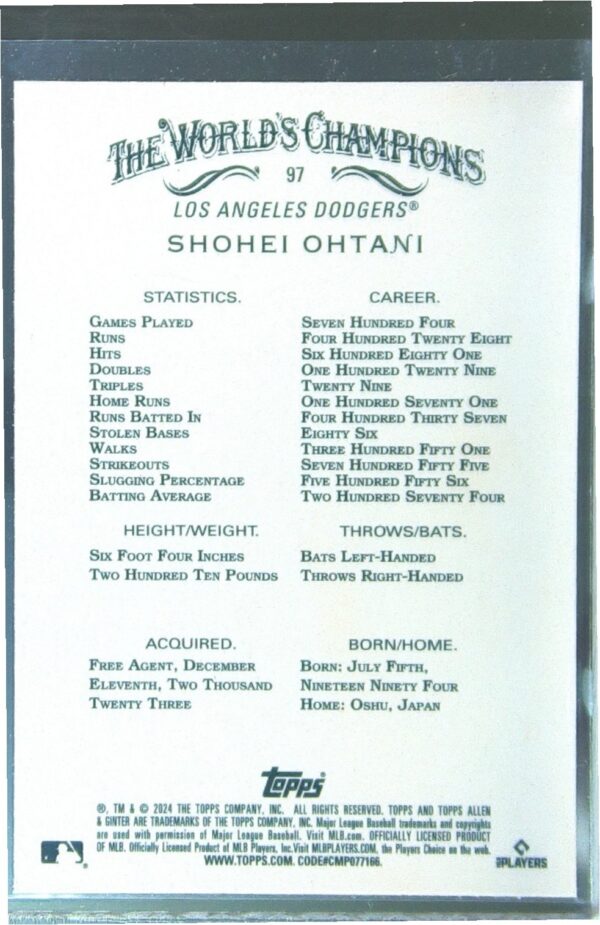 THE WORLD'S CHAMPIONS
97
LOS ANGELES DODGERS®
SHOHEI OHTANI
STATISTICS. CAREER.
GAMES PLAYED SEVEN HUNDRED FOUR
RUNS FOUR HUNDRED TWENTY EIGHT
HITS SIX HUNDRED EIGHTY ONE
DOUBLES ONE HUNDRED TWENTY NINE
TRIPLES TWENTY NINE
HOME RUNS ONE HUNDRED SEVENTY ONE
RUNS BATTED IN FOUR HUNDRED THIRTY SEVEN
STOLEN BASES EIGHTY SIX
WALKS THREE HUNDRED FIFTY ONE
STRIKEOUTS SEVEN HUNDRED FIFTY FIVE
SLUGGING PERCENTAGE FIVE HUNDRED FIFTY SIX
BATTING AVERAGE TWO HUNDRED SEVENTY FOUR
HEIGHT/WEIGHT. THROWS/BATS.
SIX FOOT FOUR INCHES BATS LEFT-HANDED
TWO HUNDRED TEN POUNDS THROWS RIGHT-HANDED
ACQUIRED. BORN/HOME.
FREE AGENT, DECEMBER BORN: JULY FIFTH,
ELEVENTH, TWO THOUSAND NINETEEN NINETY FOUR
TWENTY THREE HOME: OSHU, JAPAN
Topps
®, TM & © 2024 THE TOPPS COMPANY, INC. ALL RIGHTS RESERVED. TOPPS AND TOPPS ALLEN
& GINTER ARE TRADEMARKS OF THE TOPPS COMPANY, INC. Major League Baseball trademarks and copyrights
are used with permission of Major League Baseball. Visit MLB.com. OFFICIALLY LICENSED PRODUCT
OF MLB. Officially Licensed Product of MLB Players, Inc.Visit MLBPLAYERS.COM, the Players Choice on the web.
WWW.TOPPS.COM. CODE#CMP077166.
PLAYERS